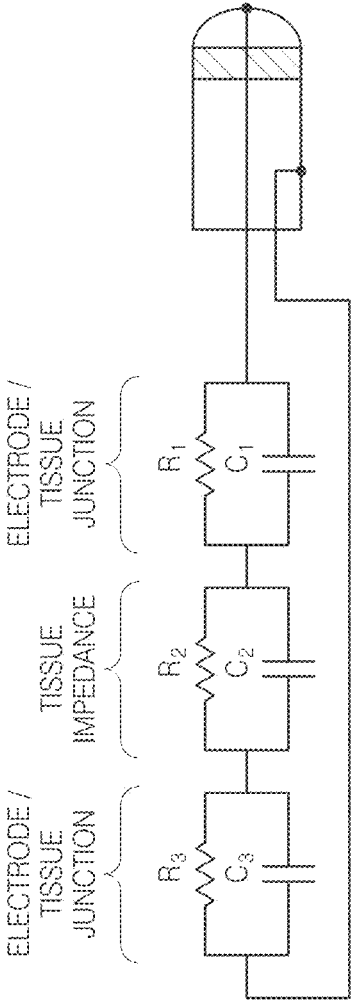 ELECTRODE /
TISSUE
JUNCTION
TISSUE
IMPEDANCE
ELECTRODE /
TISSUE
JUNCTION
R3
R2
R1
C3
C2
C1